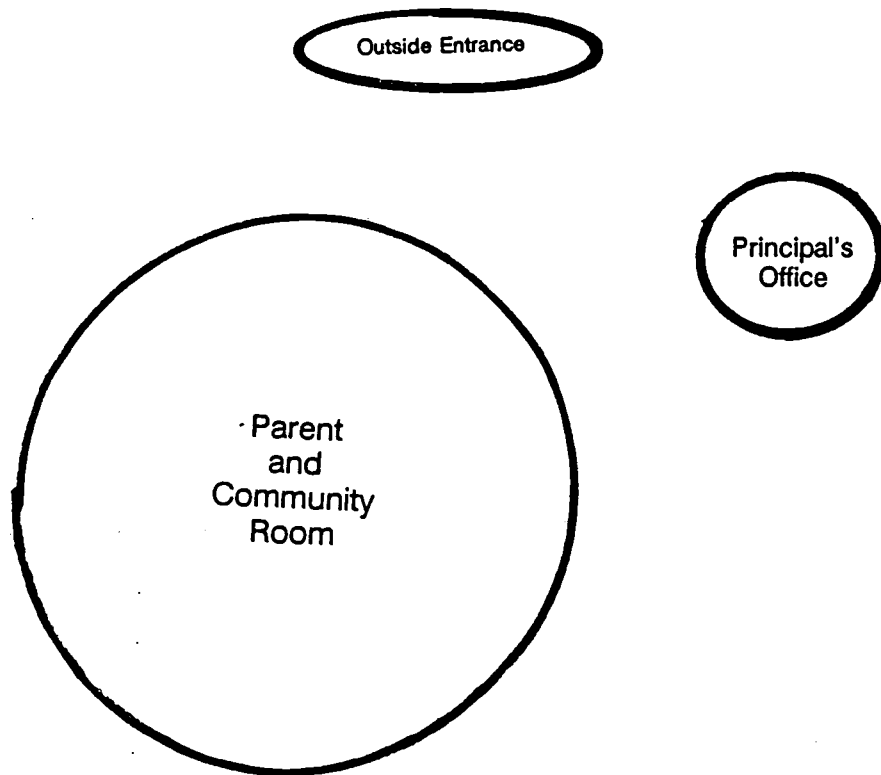 Outside Entrance
Principal's
Office
Parent
and
Community
Room